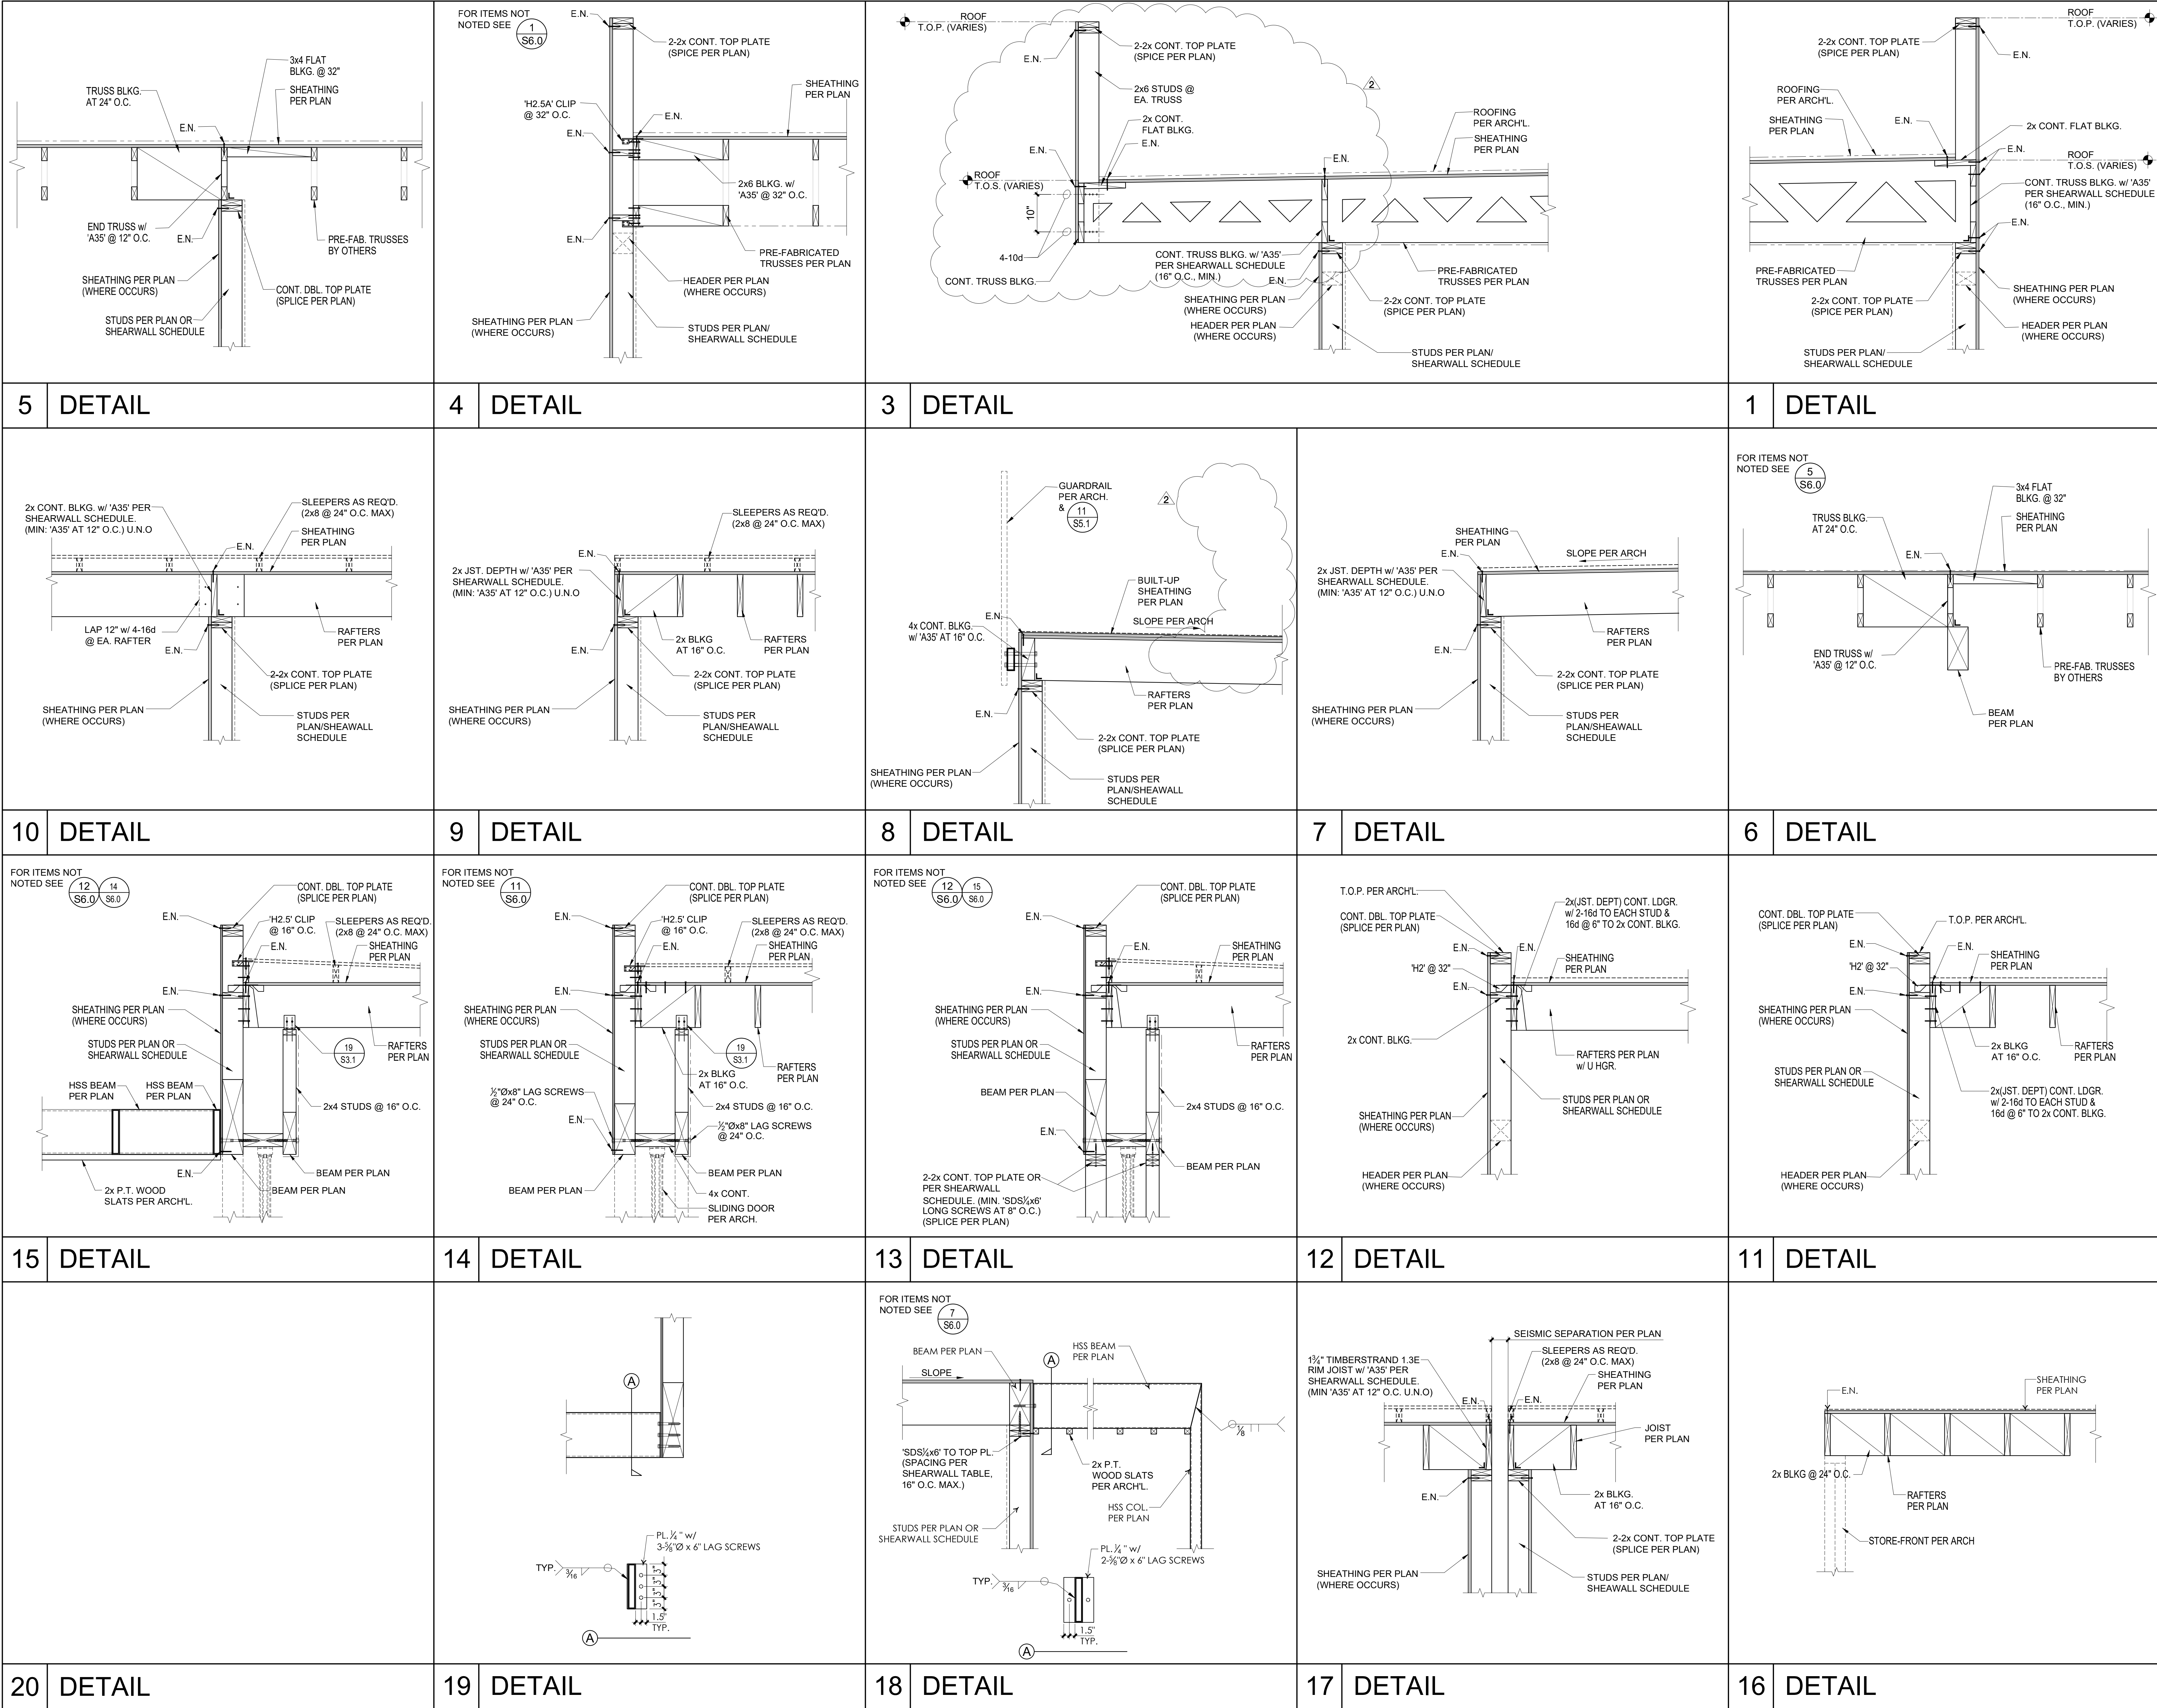 TRUSS BLKG.
AT 24" O.C.
3x4 FLAT
BLKG. @ 32"
SHEATHING
PER PLAN
E.N.
END TRUSS w/
'A35' @ 12" O.C.
E.N.
PRE-FAB. TRUSSES
BY OTHERS
SHEATHING PER PLAN
(WHERE OCCURS)
CONT. DBL. TOP PLATE
(SPLICE PER PLAN)
STUDS PER PLAN OR
SHEARWALL SCHEDULE
5 DETAIL
FOR ITEMS NOT
NOTED SEE
1
S6.0
E.N.
2-2x CONT. TOP PLATE
(SPICE PER PLAN)
SHEATHING
PER PLAN
'H2.5A' CLIP
@ 32" O.C.
E.N.
E.N.
2x6 BLKG. w/
'A35' @ 32" O.C.
E.N.
PRE-FABRICATED
TRUSSES PER PLAN
HEADER PER PLAN
(WHERE OCCURS)
SHEATHING PER PLAN
(WHERE OCCURS)
STUDS PER PLAN/
SHEARWALL SCHEDULE
4 DETAIL
ROOF
T.O.P. (VARIES)
2-2x CONT. TOP PLATE
(SPICE PER PLAN)
E.N.
2
2x6 STUDS @
EA. TRUSS
2x CONT.
FLAT BLKG.
E.N.
ROOFING
PER ARCH'L.
SHEATHING
PER PLAN
E.N.
E.N.
ROOF
T.O.S. (VARIES)
10"
4-10d
CONT. TRUSS BLKG.
CONT. TRUSS BLKG. w/ 'A35'
PER SHEARWALL SCHEDULE
(16" O.C., MIN.)
E.N.
PRE-FABRICATED
TRUSSES PER PLAN
SHEATHING PER PLAN
(WHERE OCCURS)
2-2x CONT. TOP PLATE
(SPICE PER PLAN)
HEADER PER PLAN
(WHERE OCCURS)
STUDS PER PLAN/
SHEARWALL SCHEDULE
3 DETAIL
ROOF
T.O.P. (VARIES)
2-2x CONT. TOP PLATE
(SPICE PER PLAN)
E.N.
ROOFING
PER ARCH'L.
SHEATHING
PER PLAN
E.N.
2x CONT. FLAT BLKG.
E.N.
ROOF
T.O.S. (VARIES)
CONT. TRUSS BLKG. w/ 'A35'
PER SHEARWALL SCHEDULE
(16" O.C., MIN.)
E.N.
PRE-FABRICATED
TRUSSES PER PLAN
SHEATHING PER PLAN
(WHERE OCCURS)
2-2x CONT. TOP PLATE
(SPICE PER PLAN)
HEADER PER PLAN
(WHERE OCCURS)
STUDS PER PLAN/
SHEARWALL SCHEDULE
1 DETAIL
2x CONT. BLKG. w/ 'A35' PER
SHEARWALL SCHEDULE.
(MIN: 'A35' AT 12" O.C.) U.N.O
SLEEPERS AS REQ'D.
(2x8 @ 24" O.C. MAX)
SHEATHING
PER PLAN
E.N.
LAP 12" w/ 4-16d
@ EA. RAFTER
E.N.
RAFTERS
PER PLAN
2-2x CONT. TOP PLATE
(SPLICE PER PLAN)
SHEATHING PER PLAN
(WHERE OCCURS)
STUDS PER
PLAN/SHEAWALL
SCHEDULE
10 DETAIL
SLEEPERS AS REQ'D.
(2x8 @ 24" O.C. MAX)
E.N.
2x JST. DEPTH w/ 'A35' PER
SHEARWALL SCHEDULE.
(MIN: 'A35' AT 12" O.C.) U.N.O
E.N.
2x BLKG
AT 16" O.C.
RAFTERS
PER PLAN
2-2x CONT. TOP PLATE
(SPLICE PER PLAN)
SHEATHING PER PLAN
(WHERE OCCURS)
STUDS PER
PLAN/SHEAWALL
SCHEDULE
9 DETAIL
GUARDRAIL
PER ARCH.
&
11
S5.1
2
BUILT-UP
SHEATHING
PER PLAN
E.N.
SLOPE PER ARCH
4x CONT. BLKG.
w/ 'A35' AT 16" O.C.
RAFTERS
PER PLAN
E.N.
2-2x CONT. TOP PLATE
(SPLICE PER PLAN)
SHEATHING PER PLAN
(WHERE OCCURS)
STUDS PER
PLAN/SHEAWALL
SCHEDULE
8 DETAIL
SHEATHING
PER PLAN
E.N.
SLOPE PER ARCH
2x JST. DEPTH w/ 'A35' PER
SHEARWALL SCHEDULE.
(MIN: 'A35' AT 12" O.C.) U.N.O
RAFTERS
PER PLAN
E.N.
2-2x CONT. TOP PLATE
(SPLICE PER PLAN)
SHEATHING PER PLAN
(WHERE OCCURS)
STUDS PER
PLAN/SHEAWALL
SCHEDULE
7 DETAIL
FOR ITEMS NOT
NOTED SEE
5
S6.0
3x4 FLAT
BLKG. @ 32"
TRUSS BLKG.
AT 24" O.C.
SHEATHING
PER PLAN
E.N.
END TRUSS w/
'A35' @ 12" O.C.
PRE-FAB. TRUSSES
BY OTHERS
BEAM
PER PLAN
6 DETAIL
FOR ITEMS NOT
NOTED SEE
12
S6.0
14
S6.0
CONT. DBL. TOP PLATE
(SPLICE PER PLAN)
E.N.
'H2.5' CLIP
@ 16" O.C.
SLEEPERS AS REQ'D.
(2x8 @ 24" O.C. MAX)
E.N.
SHEATHING
PER PLAN
E.N.
SHEATHING PER PLAN
(WHERE OCCURS)
STUDS PER PLAN OR
SHEARWALL SCHEDULE
19
S3.1
RAFTERS
PER PLAN
HSS BEAM
PER PLAN
HSS BEAM
PER PLAN
2x4 STUDS @ 16" O.C.
E.N.
BEAM PER PLAN
2x P.T. WOOD
SLATS PER ARCH'L.
BEAM PER PLAN
15 DETAIL
FOR ITEMS NOT
NOTED SEE
11
S6.0
CONT. DBL. TOP PLATE
(SPLICE PER PLAN)
E.N.
'H2.5' CLIP
@ 16" O.C.
SLEEPERS AS REQ'D.
(2x8 @ 24" O.C. MAX)
E.N.
SHEATHING
PER PLAN
E.N.
SHEATHING PER PLAN
(WHERE OCCURS)
STUDS PER PLAN OR
SHEARWALL SCHEDULE
19
S3.1
RAFTERS
PER PLAN
2x BLKG
AT 16" O.C.
½"Øx8" LAG SCREWS
@ 24" O.C.
2x4 STUDS @ 16" O.C.
E.N.
½"Øx8" LAG SCREWS
@ 24" O.C.
BEAM PER PLAN
BEAM PER PLAN
4x CONT.
SLIDING DOOR
PER ARCH.
14 DETAIL
FOR ITEMS NOT
NOTED SEE
12
S6.0
15
S6.0
CONT. DBL. TOP PLATE
(SPLICE PER PLAN)
E.N.
E.N.
SHEATHING
PER PLAN
E.N.
SHEATHING PER PLAN
(WHERE OCCURS)
STUDS PER PLAN OR
SHEARWALL SCHEDULE
RAFTERS
PER PLAN
BEAM PER PLAN
2x4 STUDS @ 16" O.C.
E.N.
BEAM PER PLAN
2-2x CONT. TOP PLATE OR
PER SHEARWALL
SCHEDULE. (MIN. 'SDS¼x6'
LONG SCREWS AT 8" O.C.)
(SPLICE PER PLAN)
13 DETAIL
T.O.P. PER ARCH'L.
CONT. DBL. TOP PLATE
(SPLICE PER PLAN)
2x(JST. DEPT) CONT. LDGR.
w/ 2-16d TO EACH STUD &
16d @ 6" TO 2x CONT. BLKG.
E.N.
E.N.
'H2' @ 32"
SHEATHING
PER PLAN
E.N.
2x CONT. BLKG.
RAFTERS PER PLAN
w/ U HGR.
STUDS PER PLAN OR
SHEARWALL SCHEDULE
SHEATHING PER PLAN
(WHERE OCCURS)
HEADER PER PLAN
(WHERE OCCURS)
12 DETAIL
CONT. DBL. TOP PLATE
(SPLICE PER PLAN)
T.O.P. PER ARCH'L.
E.N.
E.N.
SHEATHING
PER PLAN
'H2' @ 32"
E.N.
SHEATHING PER PLAN
(WHERE OCCURS)
2x BLKG
AT 16" O.C.
RAFTERS
PER PLAN
STUDS PER PLAN OR
SHEARWALL SCHEDULE
2x(JST. DEPT) CONT. LDGR.
w/ 2-16d TO EACH STUD &
16d @ 6" TO 2x CONT. BLKG.
HEADER PER PLAN
(WHERE OCCURS)
11 DETAIL
20 DETAIL
A
PL.¼" w/
3-⅝"Ø x 6" LAG SCREWS
TYP.
3/16
3"
3"
3"
3"
1.5"
TYP.
A
19 DETAIL
FOR ITEMS NOT
NOTED SEE
7
S6.0
BEAM PER PLAN
A
HSS BEAM
PER PLAN
SLOPE
1/8
'SDS¼x6' TO TOP PL.
(SPACING PER
SHEARWALL TABLE,
16" O.C. MAX.)
2x P.T.
WOOD SLATS
PER ARCH'L.
HSS COL.
PER PLAN
STUDS PER PLAN OR
SHEARWALL SCHEDULE
PL.¼" w/
2-⅝"Ø x 6" LAG SCREWS
TYP.
3/16
1.5"
TYP.
A
18 DETAIL
SEISMIC SEPARATION PER PLAN
1¾" TIMBERSTRAND 1.3E
RIM JOIST w/ 'A35' PER
SHEARWALL SCHEDULE.
(MIN 'A35' AT 12" O.C. U.N.O)
SLEEPERS AS REQ'D.
(2x8 @ 24" O.C. MAX)
SHEATHING
PER PLAN
E.N.
E.N.
JOIST
PER PLAN
E.N.
2x BLKG.
AT 16" O.C.
2-2x CONT. TOP PLATE
(SPLICE PER PLAN)
SHEATHING PER PLAN
(WHERE OCCURS)
STUDS PER PLAN/
SHEAWALL SCHEDULE
17 DETAIL
E.N.
SHEATHING
PER PLAN
2x BLKG @ 24" O.C.
RAFTERS
PER PLAN
STORE-FRONT PER ARCH
16 DETAIL